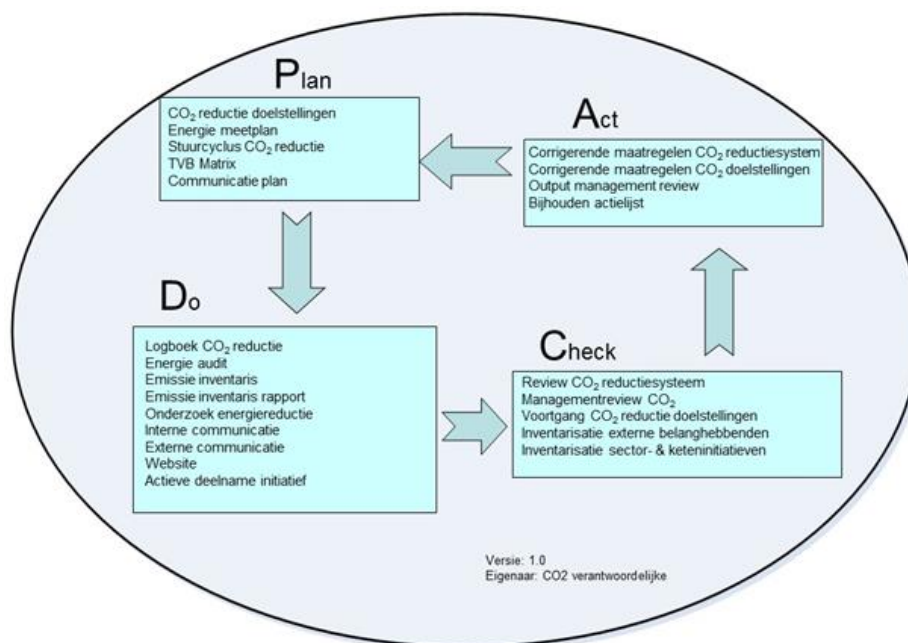 Plan
CO₂ reductie doelstellingen
Energie meetplan
Stuurcyclus CO₂ reductie
TVB Matrix
Communicatie plan
Act
Corrigerende maatregelen CO₂ reductiesystem
Corrigerende maatregelen CO₂ doelstellingen
Output management review
Bijhouden actielijst
Do
Logboek CO₂ reductie
Energie audit
Emissie inventaris
Emissie inventaris rapport
Onderzoek energiereductie
Interne communicatie
Externe communicatie
Website
Actieve deelname initiatief
Check
Review CO₂ reductiesysteem
Managementreview CO₂
Voortgang CO₂ reductie doelstellingen
Inventarisatie externe belanghebbenden
Inventarisatie sector- & keteninitiatieven
Versie: 1.0
Eigenaar: CO2 verantwoordelijke